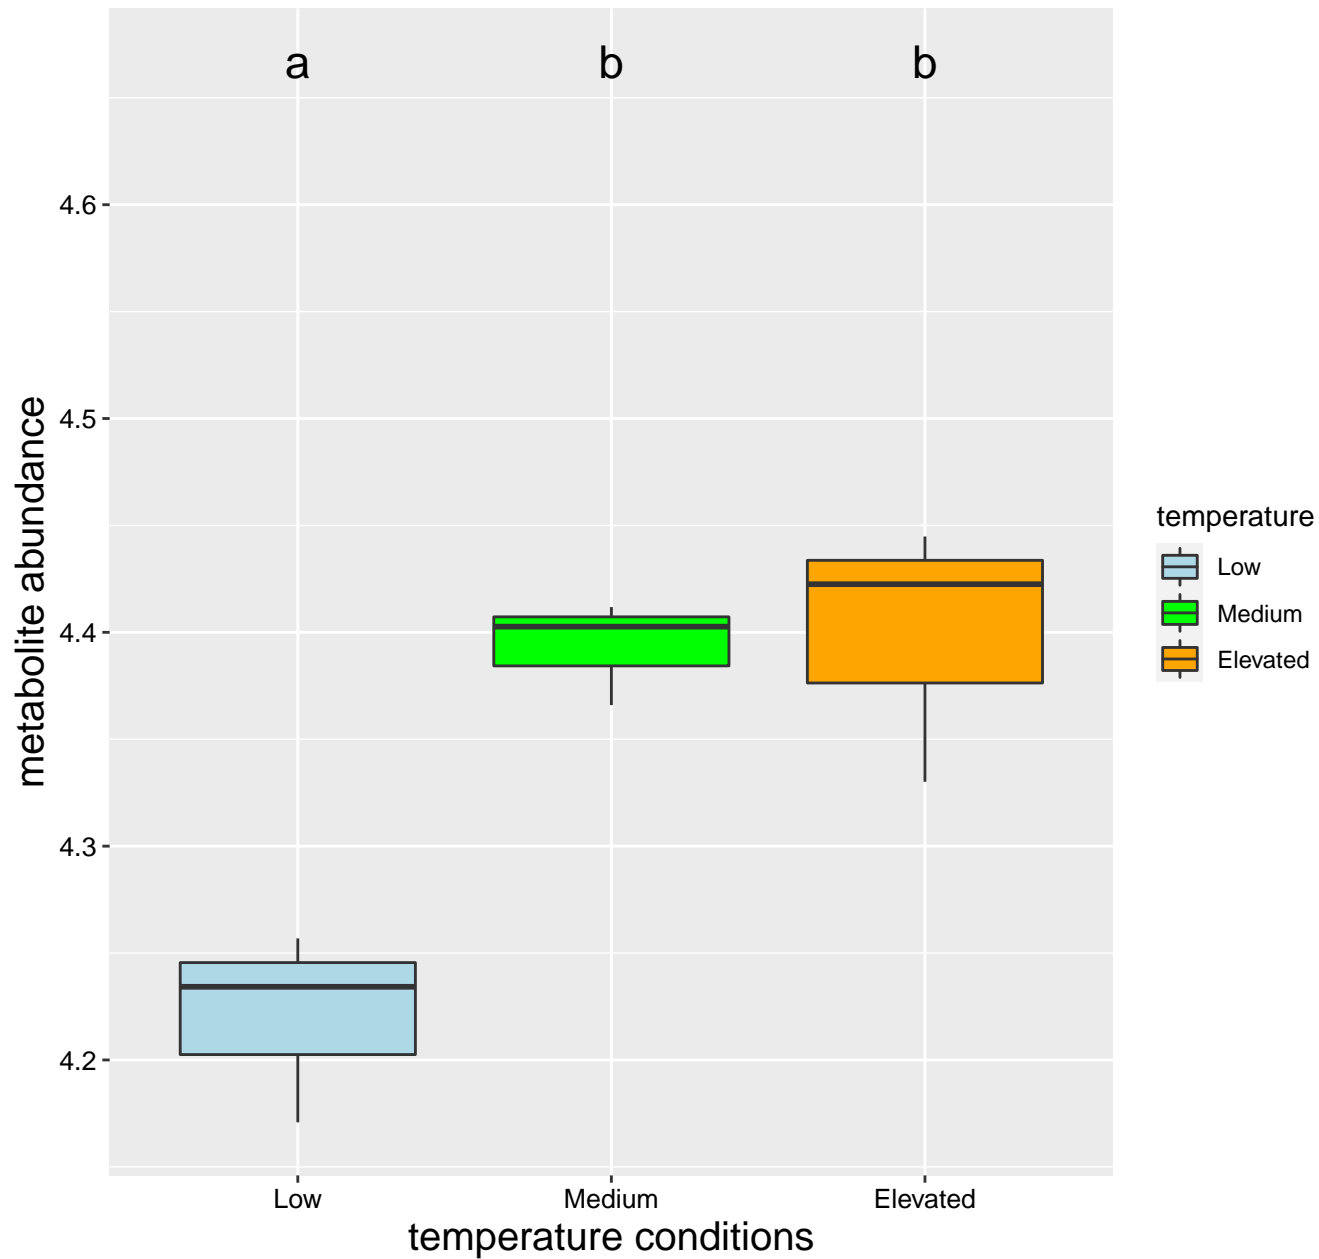 a b b
4.6
4.5
4.4
4.3
4.2
metabolite abundance
Low Medium Elevated
temperature conditions
temperature
Low
Medium
Elevated